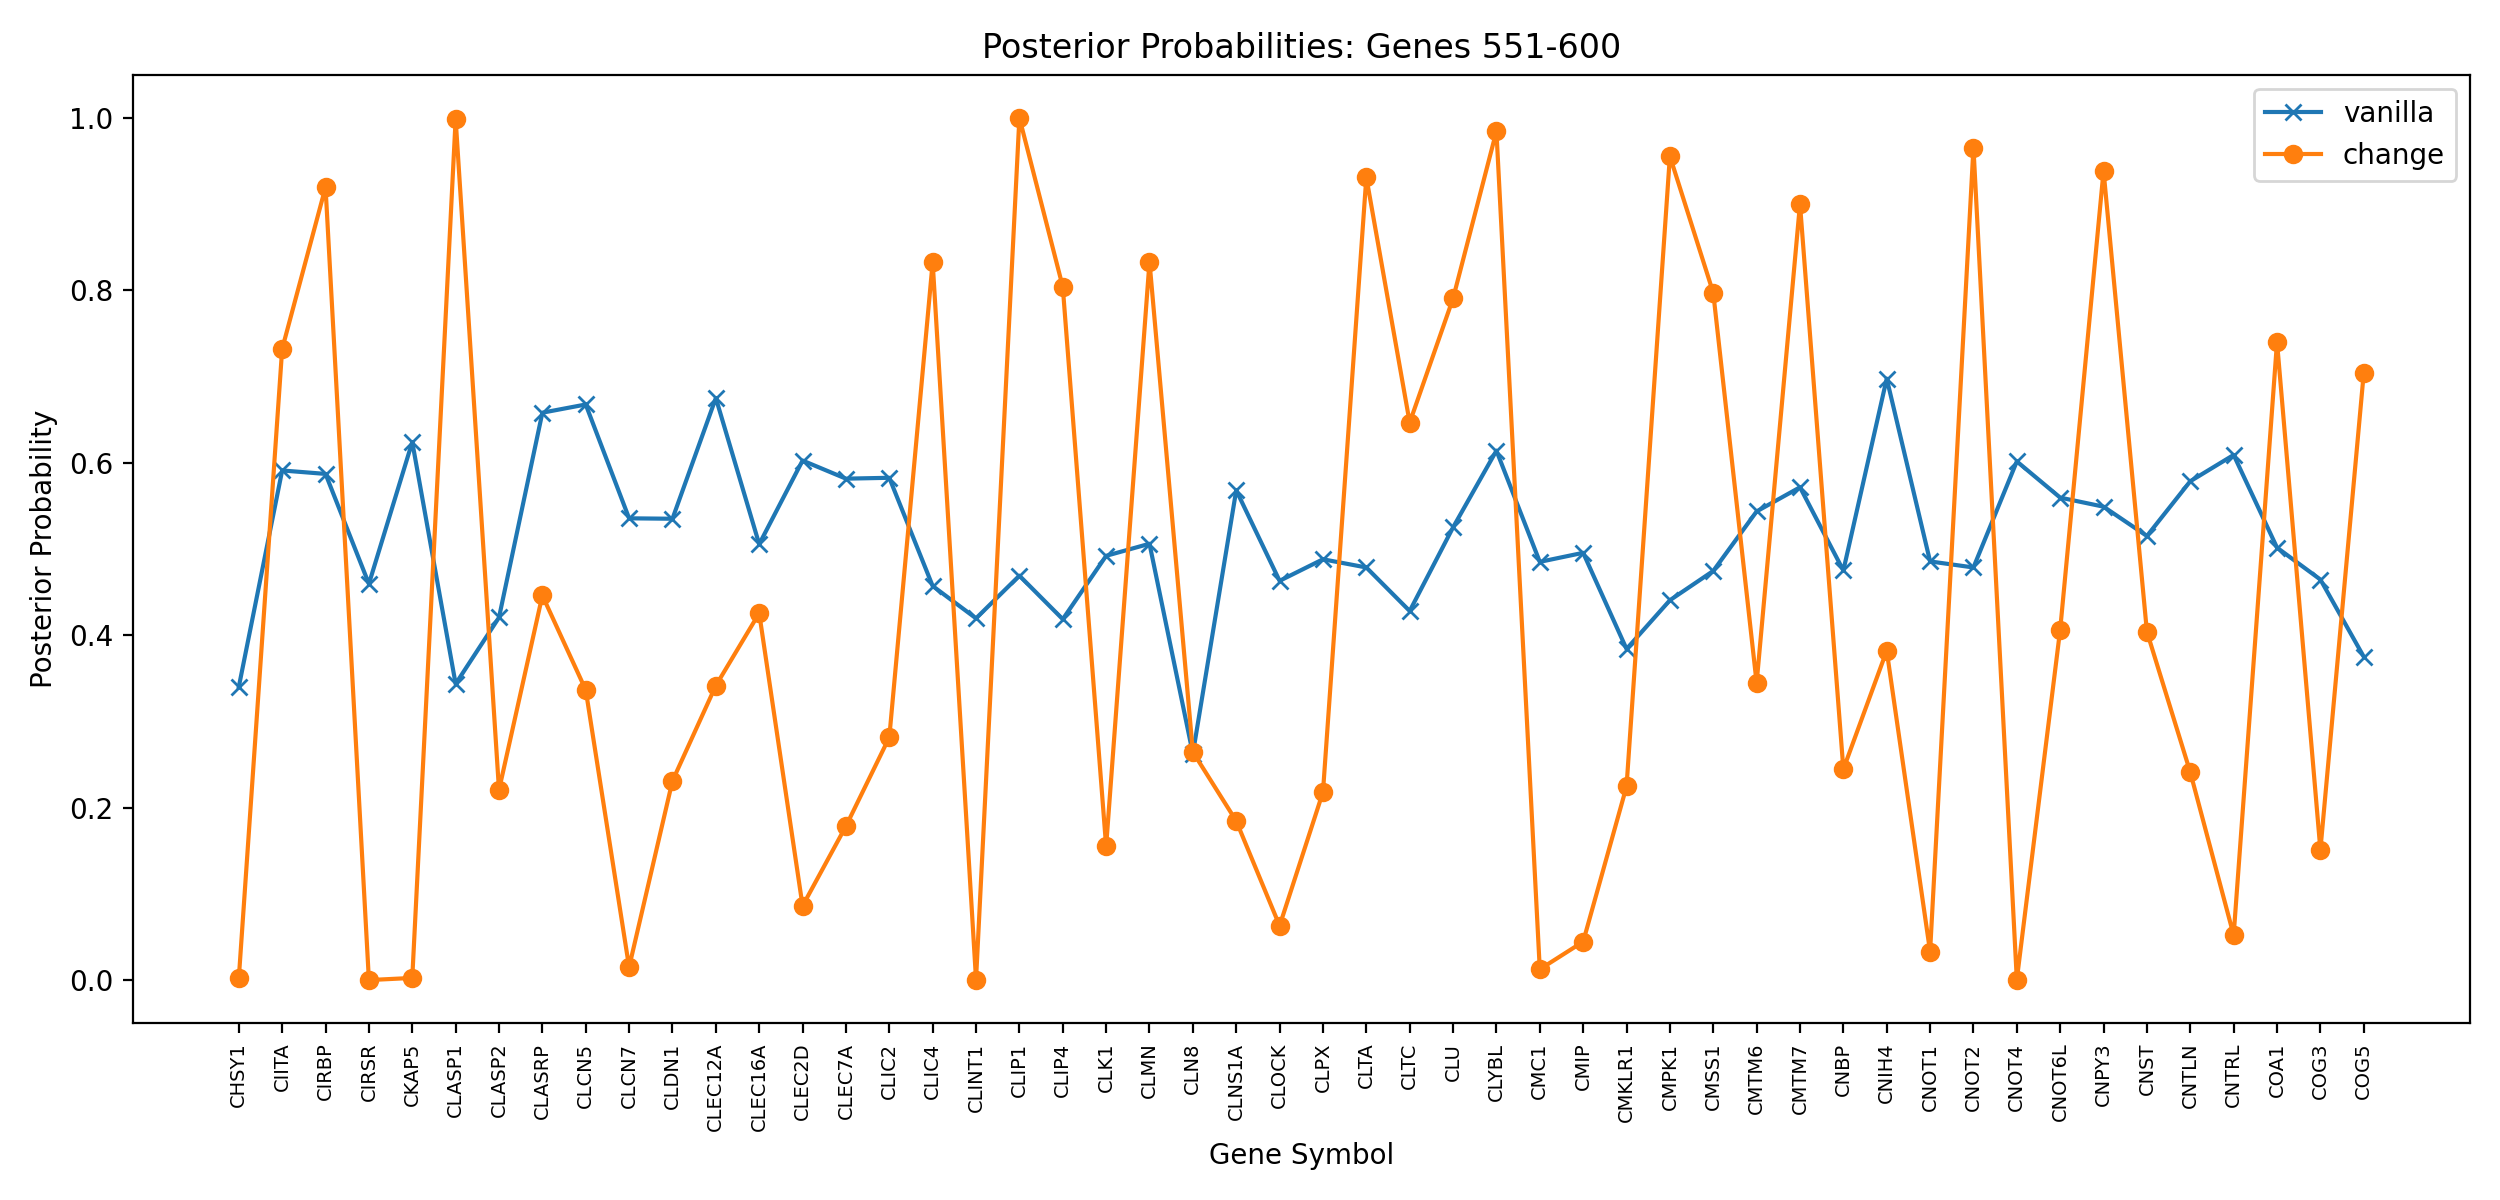 Posterior Probabilities: Genes 551-600
vanilla
change
Posterior Probability
1.0
0.8
0.6
0.4
0.2
0.0
CHSY1
CIITA
CIRBP
CIRSR
CKAP5
CLASP1
CLASP2
CLASRP
CLCN5
CLCN7
CLDN1
CLEC12A
CLEC16A
CLEC2D
CLEC7A
CLIC2
CLIC4
CLINT1
CLIP1
CLIP4
CLK1
CLMN
CLN8
CLNS1A
CLOCK
CLPX
CLTA
CLTC
CLU
CLYBL
CMC1
CMIP
CMKLR1
CMPK1
CMSS1
CMTM6
CMTM7
CNBP
CNIH4
CNOT1
CNOT2
CNOT4
CNOT6L
CNPY3
CNST
CNTLN
CNTRL
COA1
COG3
COG5
Gene Symbol